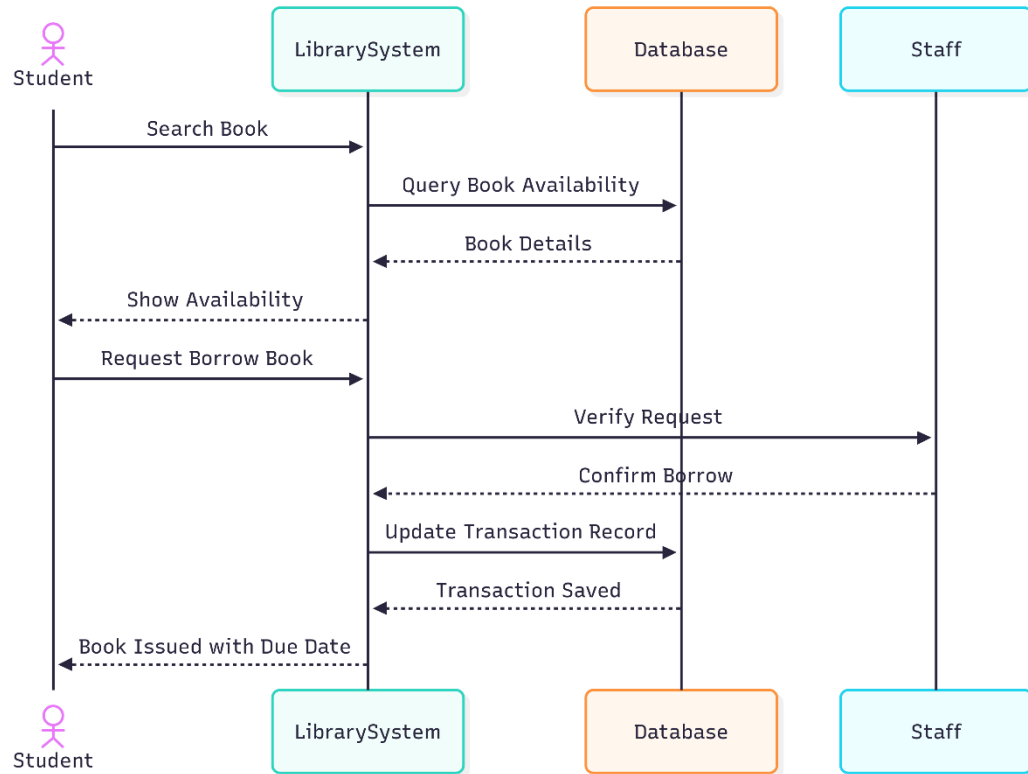 Student
LibrarySystem
Database
Staff
Search Book
Query Book Availability
Book Details
Show Availability
Request Borrow Book
Verify Request
Confirm Borrow
Update Transaction Record
Transaction Saved
Book Issued with Due Date
Student
LibrarySystem
Database
Staff